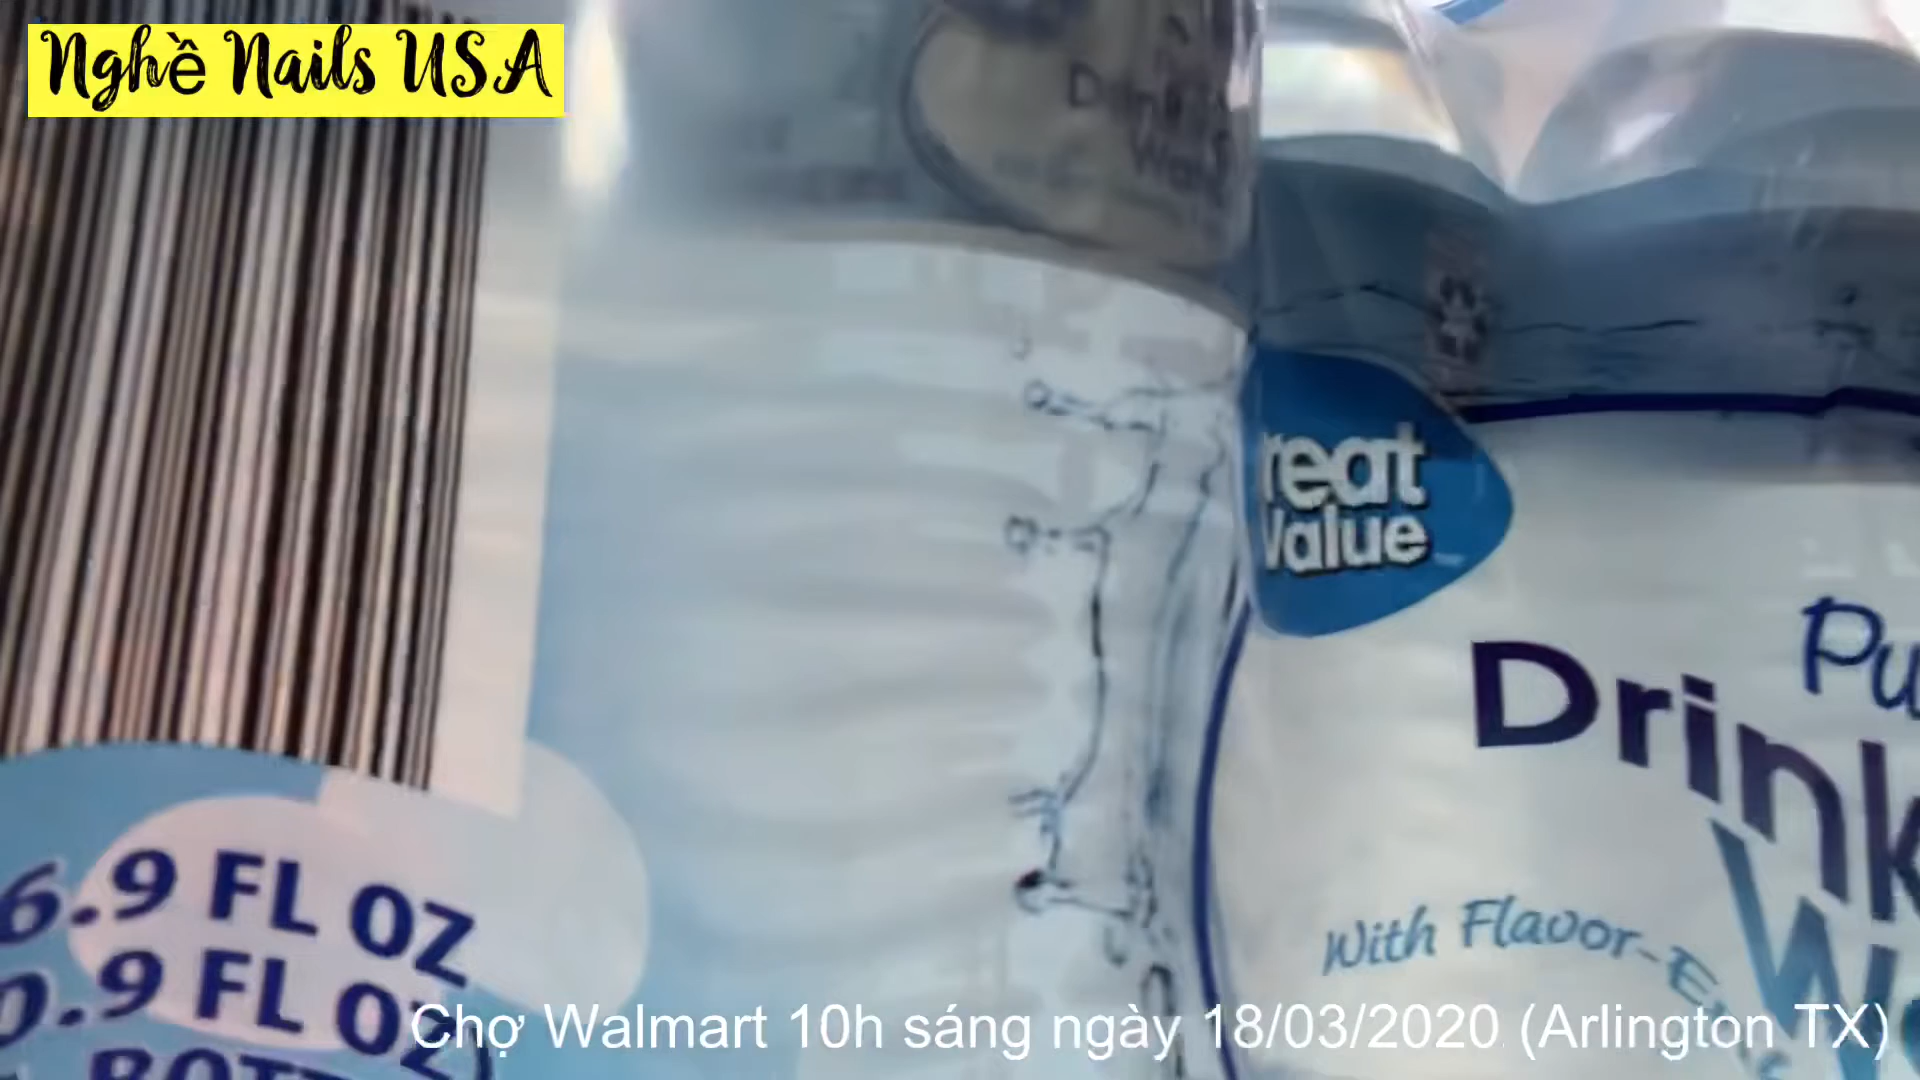 Nghề Nails USA
reat
Value
Drink
With Flavor-
6.9 FL OZ
0.9 FL OZ
Chợ Walmart 10h sáng ngày 18/03/2020 (Arlington TX)